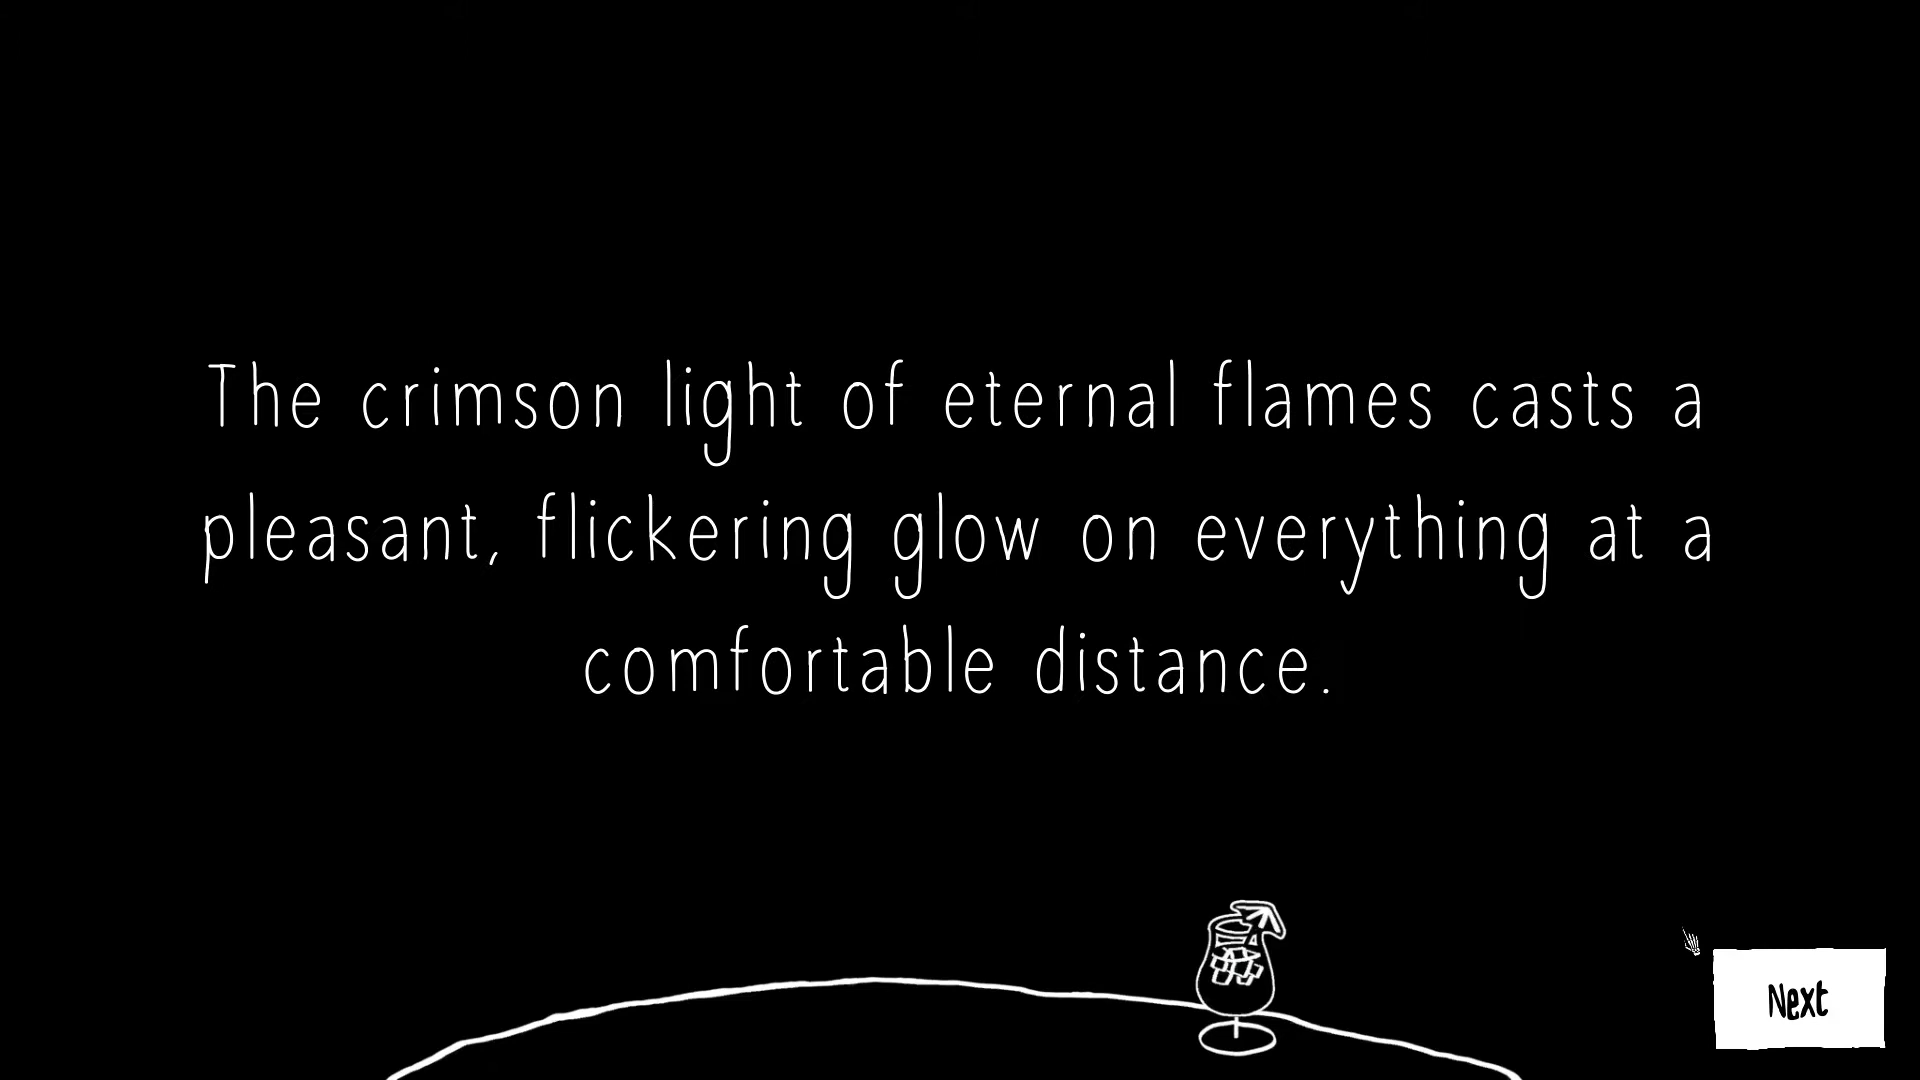 The crimson light of eternal flames casts a
pleasant, flickering glow on everything at a
comfortable distance.
Next